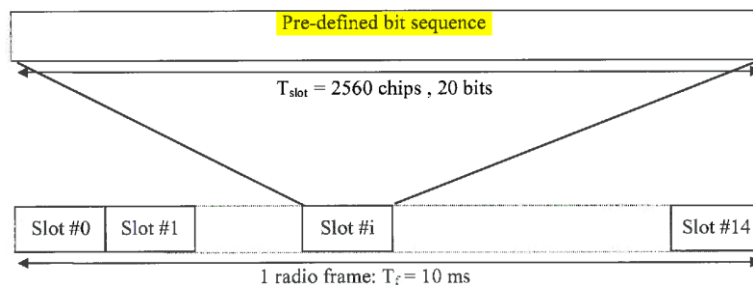 Pre-defined bit sequence
Tslot = 2560 chips , 20 bits
Slot #0 Slot #1 Slot #i Slot #14
1 radio frame: Tf = 10 ms